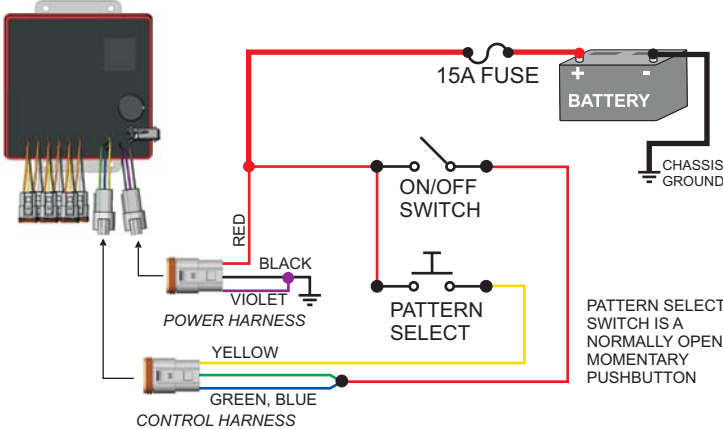 15A FUSE
+ -
BATTERY
CHASSIS
GROUND
ON/OFF
SWITCH
RED
BLACK
VIOLET
POWER HARNESS
PATTERN
SELECT
PATTERN SELECT
SWITCH IS A
NORMALLY OPEN
MOMENTARY
PUSHBUTTON
YELLOW
GREEN, BLUE
CONTROL HARNESS